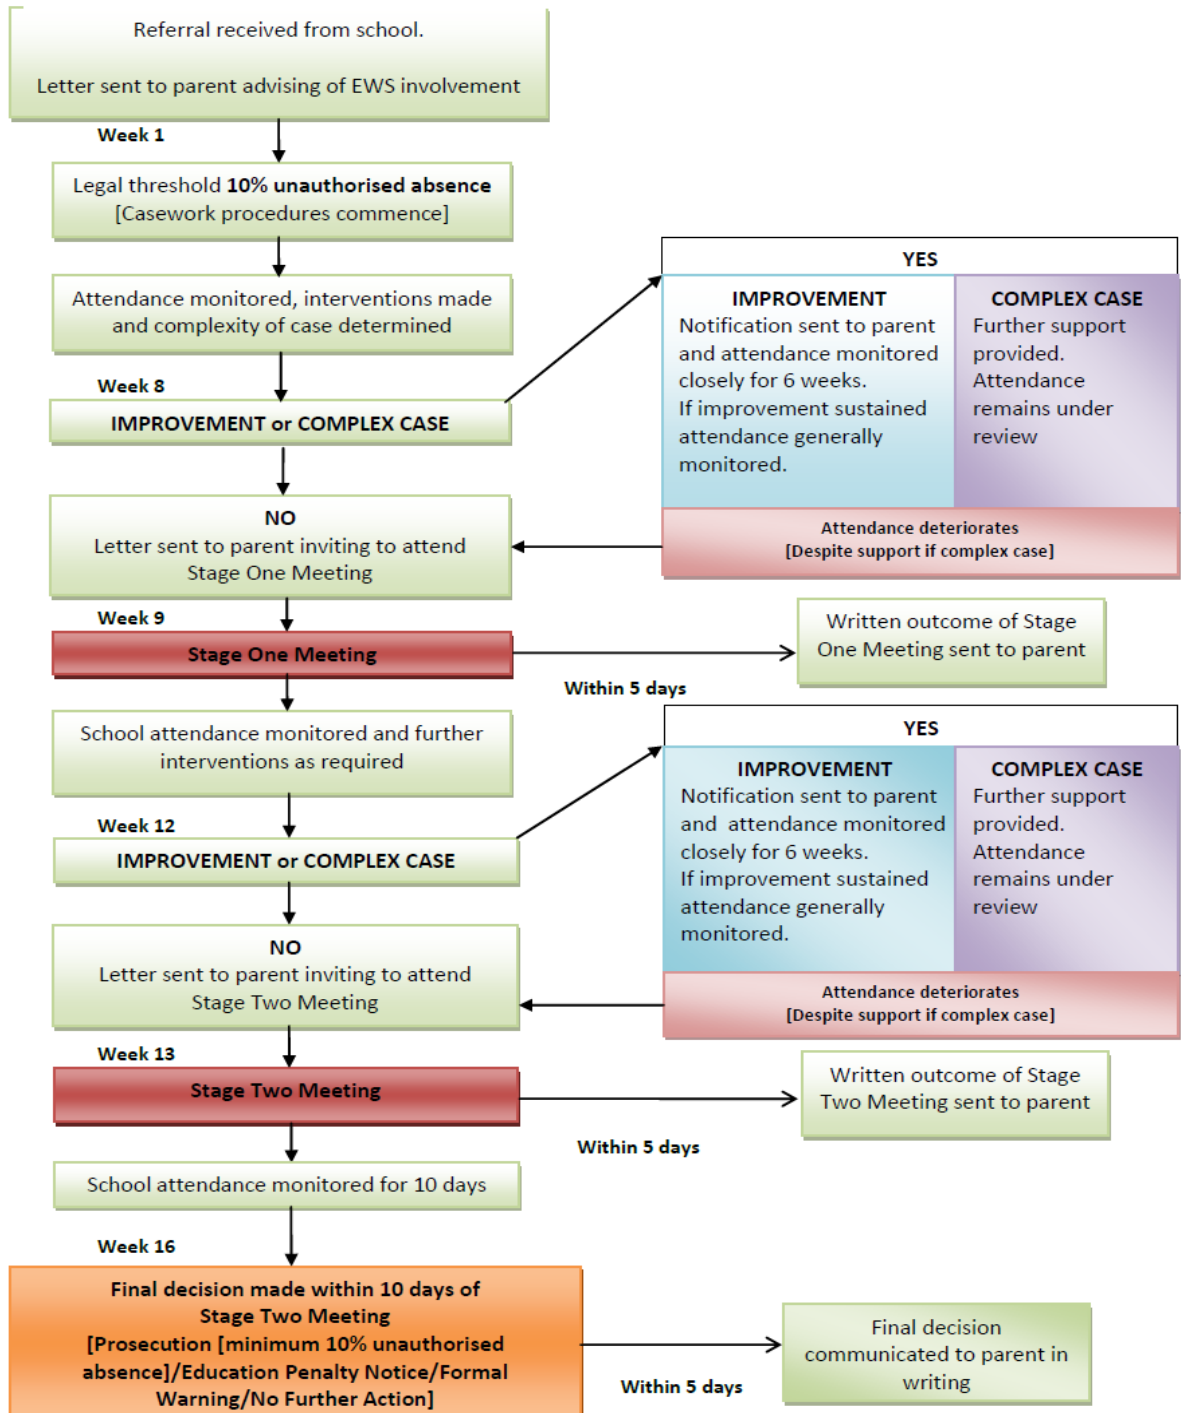 Referral received from school.
Letter sent to parent advising of EWS involvement
Week 1
Legal threshold 10% unauthorised absence
[Casework procedures commence]
Attendance monitored, interventions made
and complexity of case determined
Week 8
IMPROVEMENT or COMPLEX CASE
YES
IMPROVEMENT
Notification sent to parent
and attendance monitored
closely for 6 weeks.
If improvement sustained
attendance generally
monitored.
COMPLEX CASE
Further support
provided.
Attendance
remains under
review
Attendance deteriorates
[Despite support if complex case]
NO
Letter sent to parent inviting to attend
Stage One Meeting
Week 9
Stage One Meeting
Within 5 days
Written outcome of Stage
One Meeting sent to parent
School attendance monitored and further
interventions as required
Week 12
IMPROVEMENT or COMPLEX CASE
YES
IMPROVEMENT
Notification sent to parent
and attendance monitored
closely for 6 weeks.
If improvement sustained
attendance generally
monitored.
COMPLEX CASE
Further support
provided.
Attendance
remains under
review
Attendance deteriorates
[Despite support if complex case]
NO
Letter sent to parent inviting to attend
Stage Two Meeting
Week 13
Stage Two Meeting
Within 5 days
Written outcome of Stage
Two Meeting sent to parent
School attendance monitored for 10 days
Week 16
Final decision made within 10 days of
Stage Two Meeting
[Prosecution [minimum 10% unauthorised
absence]/Education Penalty Notice/Formal
Warning/No Further Action]
Within 5 days
Final decision
communicated to parent in
writing